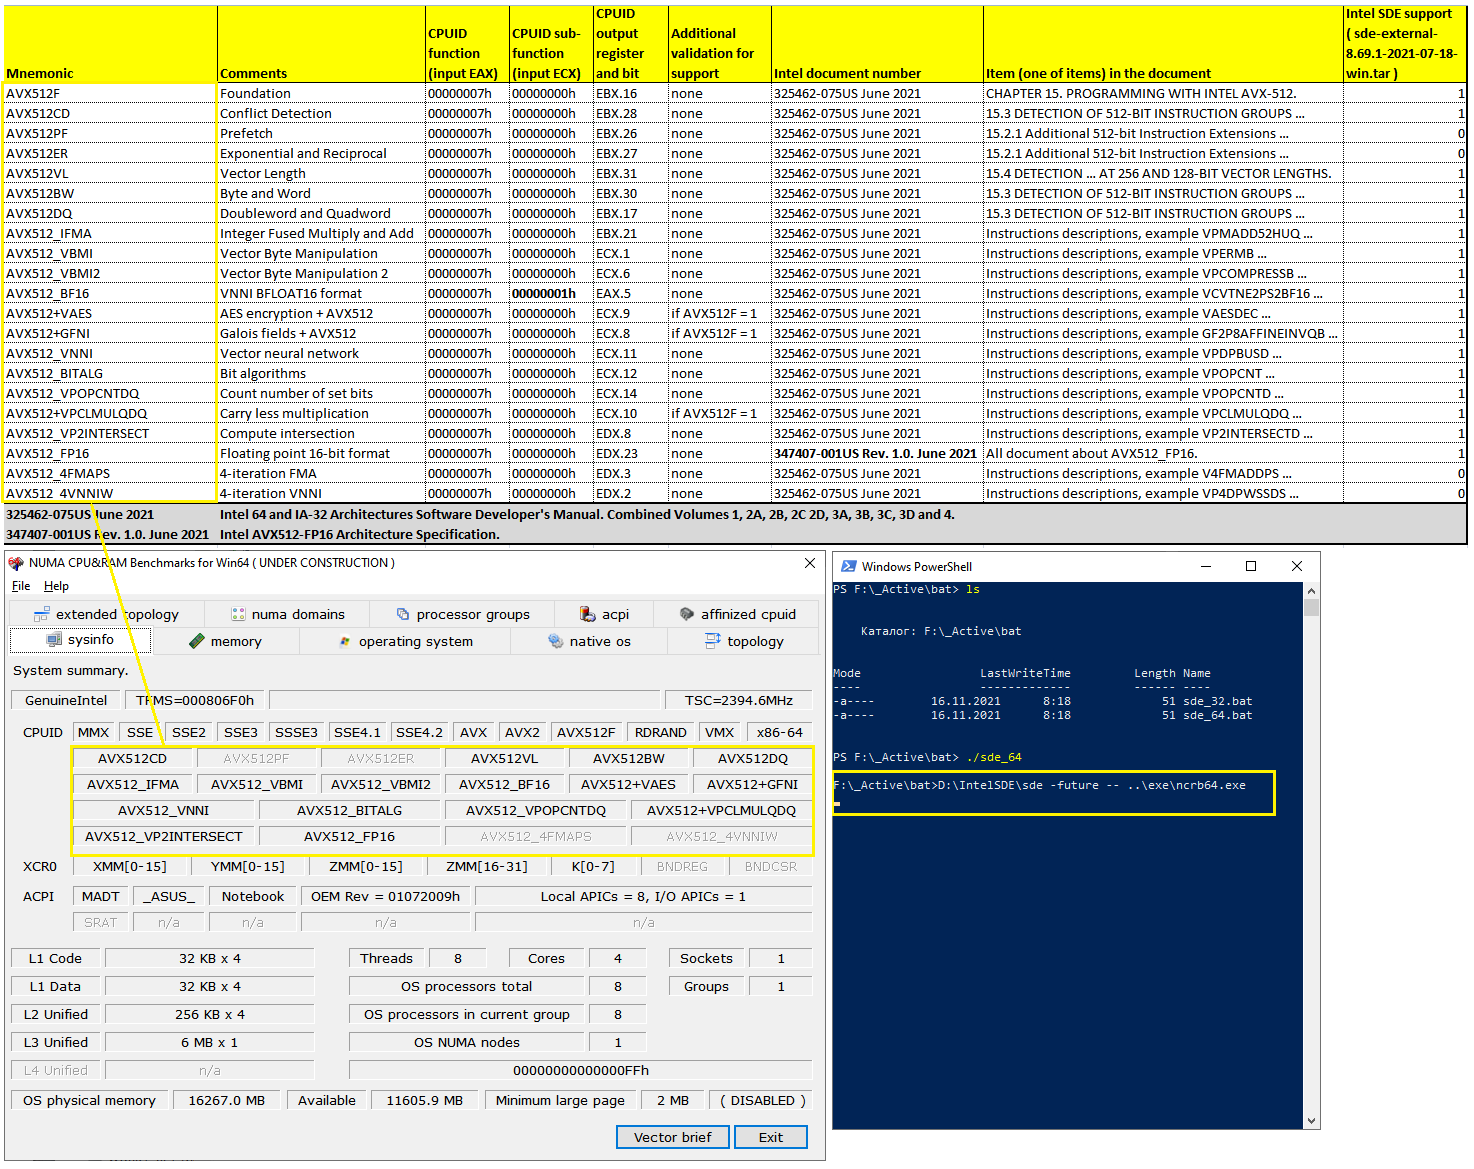 Mnemonic Comments CPUID function (input EAX) CPUID sub-function (input ECX) CPUID output register and bit Additional validation for support Intel document number Item (one of items) in the document Intel SDE support ( sde-external-8.69.1-2021-07-18-win.tar )
AVX512F Foundation 00000007h 00000000h EBX.16 none 325462-075US June 2021 CHAPTER 15. PROGRAMMING WITH INTEL AVX-512. 1
AVX512CD Conflict Detection 00000007h 00000000h EBX.28 none 325462-075US June 2021 15.3 DETECTION OF 512-BIT INSTRUCTION GROUPS ... 1
AVX512PF Prefetch 00000007h 00000000h EBX.26 none 325462-075US June 2021 15.2.1 Additional 512-bit Instruction Extensions ... 0
AVX512ER Exponential and Reciprocal 00000007h 00000000h EBX.27 none 325462-075US June 2021 15.2.1 Additional 512-bit Instruction Extensions ... 0
AVX512VL Vector Length 00000007h 00000000h EBX.31 none 325462-075US June 2021 15.4 DETECTION ... AT 256 AND 128-BIT VECTOR LENGTHS. 1
AVX512BW Byte and Word 00000007h 00000000h EBX.30 none 325462-075US June 2021 15.3 DETECTION OF 512-BIT INSTRUCTION GROUPS ... 1
AVX512DQ Doubleword and Quadword 00000007h 00000000h EBX.17 none 325462-075US June 2021 15.3 DETECTION OF 512-BIT INSTRUCTION GROUPS ... 1
AVX512_IFMA Integer Fused Multiply and Add 00000007h 00000000h EBX.21 none 325462-075US June 2021 Instructions descriptions, example VPMADD52HUQ ... 1
AVX512_VBMI Vector Byte Manipulation 00000007h 00000000h ECX.1 none 325462-075US June 2021 Instructions descriptions, example VPERMB ... 1
AVX512_VBMI2 Vector Byte Manipulation 2 00000007h 00000000h ECX.6 none 325462-075US June 2021 Instructions descriptions, example VPCOMPRESSB ... 1
AVX512_BF16 VNNI BFLOAT16 format 00000007h 00000001h EAX.5 none 325462-075US June 2021 Instructions descriptions, example VCVTNE2PS2BF16 ... 1
AVX512+VAES AES encryption + AVX512 00000007h 00000000h ECX.9 if AVX512F = 1 325462-075US June 2021 Instructions descriptions, example VAESDEC ... 1
AVX512+GFNI Galois fields + AVX512 00000007h 00000000h ECX.8 if AVX512F = 1 325462-075US June 2021 Instructions descriptions, example GF2P8AFFINEINVQB ... 1
AVX512_VNNI Vector neural network 00000007h 00000000h ECX.11 none 325462-075US June 2021 Instructions descriptions, example VPDPBUSD ... 1
AVX512_BITALG Bit algorithms 00000007h 00000000h ECX.12 none 325462-075US June 2021 Instructions descriptions, example VPOPCNT ... 1
AVX512_VPOPCNTDQ Count number of set bits 00000007h 00000000h ECX.14 none 325462-075US June 2021 Instructions descriptions, example VPOPCNTD ... 1
AVX512+VPCLMULQDQ Carry less multiplication 00000007h 00000000h ECX.10 if AVX512F = 1 325462-075US June 2021 Instructions descriptions, example VPCLMULQDQ ... 1
AVX512_VP2INTERSECT Compute intersection 00000007h 00000000h EDX.8 none 325462-075US June 2021 Instructions descriptions, example VP2INTERSECTD ... 1
AVX512_FP16 Floating point 16-bit format 00000007h 00000000h EDX.23 none 347407-001US Rev. 1.0. June 2021 All document about AVX512_FP16. 1
AVX512_4FMAPS 4-iteration FMA 00000007h 00000000h EDX.3 none 325462-075US June 2021 Instructions descriptions, example V4FMADDPS ... 0
AVX512_4VNNIW 4-iteration VNNI 00000007h 00000000h EDX.2 none 325462-075US June 2021 Instructions descriptions, example VP4DPWSSDS ... 0
325462-075US June 2021 Intel 64 and IA-32 Architectures Software Developer's Manual. Combined Volumes 1, 2A, 2B, 2C 2D, 3A, 3B, 3C, 3D and 4.
347407-001US Rev. 1.0. June 2021 Intel AVX512-FP16 Architecture Specification.
NUMA CPU&RAM Benchmarks for Win64 ( UNDER CONSTRUCTION )
File Help
extended topology numa domains processor groups acpi affinized cpuid
sysinfo memory operating system native os topology
System summary.
GenuineIntel TFMS=000806F0h TSC=2394.6MHz
CPUID MMX SSE SSE2 SSE3 SSSE3 SSE4.1 SSE4.2 AVX AVX2 AVX512F RDRAND VMX x86-64
AVX512CD AVX512PF AVX512ER AVX512VL AVX512BW AVX512DQ
AVX512_IFMA AVX512_VBMI AVX512_VBMI2 AVX512_BF16 AVX512+VAES AVX512+GFNI
AVX512_VNNI AVX512_BITALG AVX512_VPOPCNTDQ AVX512+VPCLMULQDQ
AVX512_VP2INTERSECT AVX512_FP16 AVX512_4FMAPS AVX512_4VNNIW
XCR0 XMM[0-15] YMM[0-15] ZMM[0-15] ZMM[16-31] K[0-7] BNDREG BNDCSR
ACPI MADT _ASUS_ Notebook OEM Rev = 01072009h Local APICs = 8, I/O APICs = 1
SRAT n/a n/a n/a n/a
L1 Code 32 KB x 4 Threads 8 Cores 4 Sockets 1
L1 Data 32 KB x 4 OS processors total 8 Groups 1
L2 Unified 256 KB x 4 OS processors in current group 8
L3 Unified 6 MB x 1 OS NUMA nodes 1
L4 Unified n/a 00000000000000FFh
OS physical memory 16267.0 MB Available 11605.9 MB Minimum large page 2 MB ( DISABLED )
Vector brief Exit
Windows PowerShell
PS F:\_Active\bat> ls
Каталог: F:\_Active\bat
Mode LastWriteTime Length Name
---- ------------- ------ ----
-a---- 16.11.2021 8:18 51 sde_32.bat
-a---- 16.11.2021 8:18 51 sde_64.bat
PS F:\_Active\bat> ./sde_64
F:\_Active\bat>D:\IntelSDE\sde -future -- ..\exe\ncrb64.exe